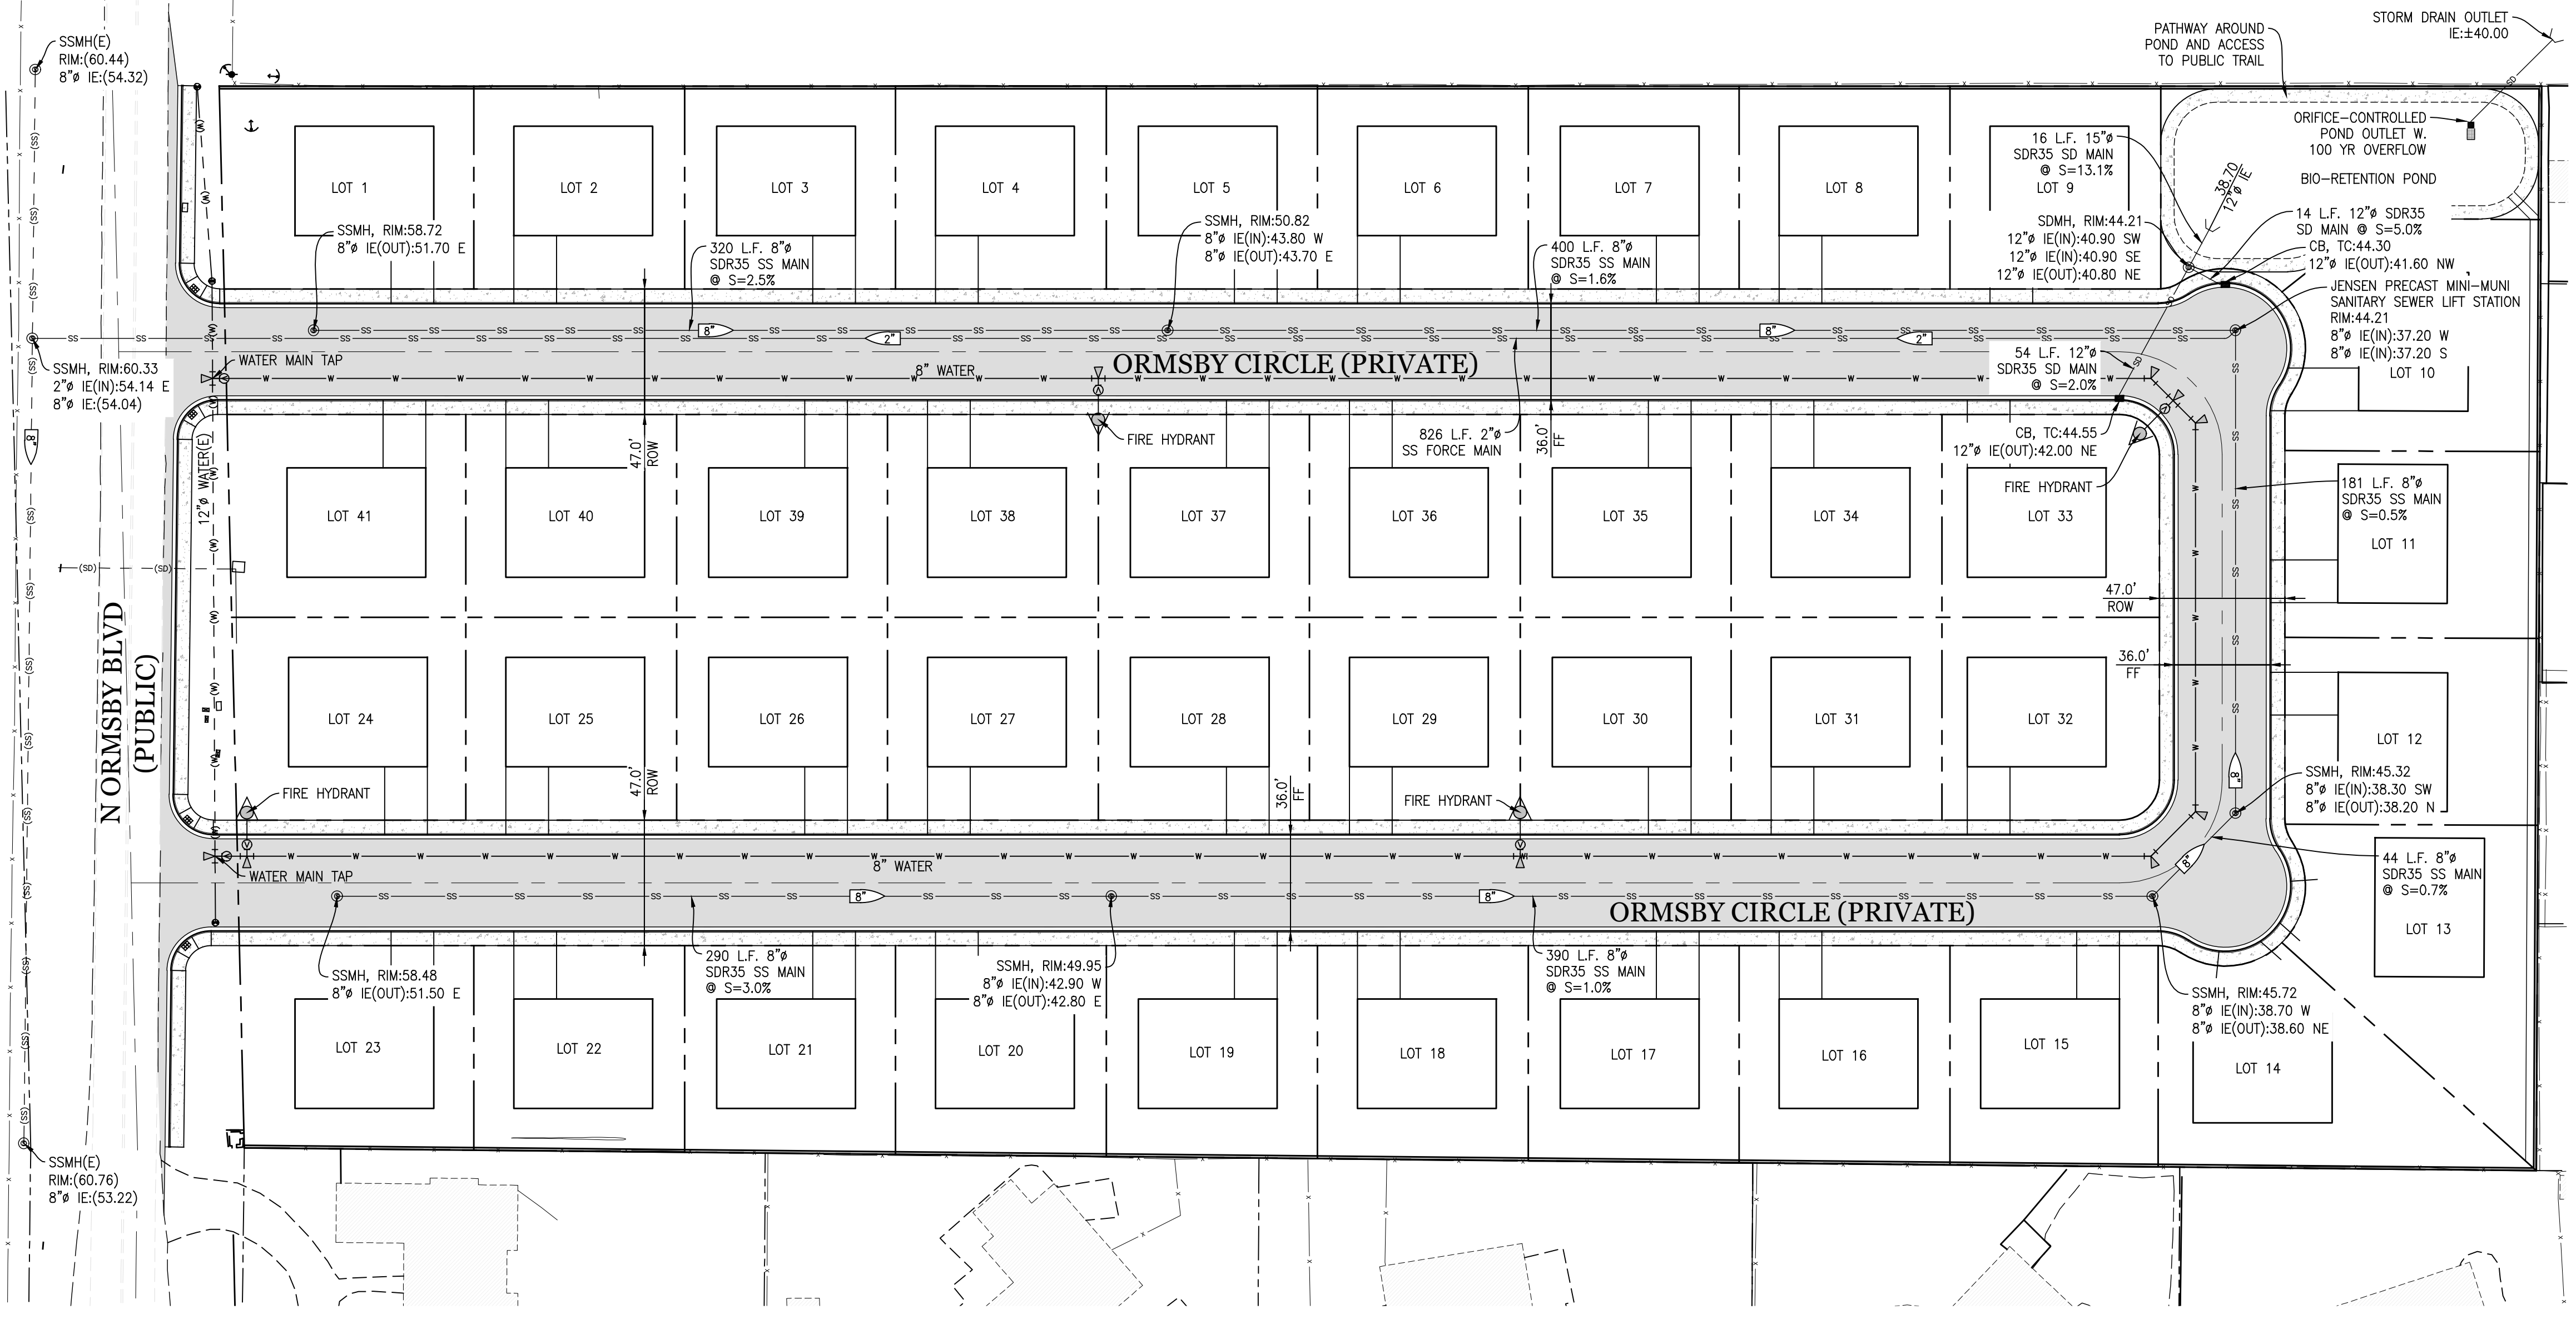 SSMH(E)
RIM:(60.44)
8"ø IE:(54.32)
STORM DRAIN OUTLET
IE:±40.00
PATHWAY AROUND
POND AND ACCESS
TO PUBLIC TRAIL
ORIFICE-CONTROLLED
POND OUTLET W.
100 YR OVERFLOW
BIO-RETENTION POND
16 L.F. 15"ø
SDR35 SD MAIN
@ S=13.1%
38.70
12"ø IE
LOT 1
LOT 2
LOT 3
LOT 4
LOT 5
LOT 6
LOT 7
LOT 8
LOT 9
SSMH, RIM:58.72
8"ø IE(OUT):51.70 E
320 L.F. 8"ø
SDR35 SS MAIN
@ S=2.5%
SSMH, RIM:50.82
8"ø IE(IN):43.80 W
8"ø IE(OUT):43.70 E
400 L.F. 8"ø
SDR35 SS MAIN
@ S=1.6%
SDMH, RIM:44.21
12"ø IE(IN):40.90 SW
12"ø IE(IN):40.90 SE
12"ø IE(OUT):40.80 NE
14 L.F. 12"ø SDR35
SD MAIN @ S=5.0%
CB, TC:44.30
12"ø IE(OUT):41.60 NW
JENSEN PRECAST MINI-MUNI
SANITARY SEWER LIFT STATION
RIM:44.21
8"ø IE(IN):37.20 W
8"ø IE(IN):37.20 S
LOT 10
8"
2"
8"
2"
SSMH, RIM:60.33
2"ø IE(IN):54.14 E
8"ø IE:(54.04)
WATER MAIN TAP
8" WATER
ORMSBY CIRCLE (PRIVATE)
54 L.F. 12"ø
SDR35 SD MAIN
@ S=2.0%
8"
12"ø WATER(E)
47.0'
ROW
FIRE HYDRANT
826 L.F. 2"ø
SS FORCE MAIN
36.0'
FF
CB, TC:44.55
12"ø IE(OUT):42.00 NE
FIRE HYDRANT
181 L.F. 8"ø
SDR35 SS MAIN
@ S=0.5%
LOT 41
LOT 40
LOT 39
LOT 38
LOT 37
LOT 36
LOT 35
LOT 34
LOT 33
LOT 11
47.0'
ROW
36.0'
FF
N ORMSBY BLVD
(PUBLIC)
LOT 24
LOT 25
LOT 26
LOT 27
LOT 28
LOT 29
LOT 30
LOT 31
LOT 32
LOT 12
FIRE HYDRANT
47.0'
ROW
36.0'
FF
FIRE HYDRANT
SSMH, RIM:45.32
8"ø IE(IN):38.30 SW
8"ø IE(OUT):38.20 N
8"
WATER MAIN TAP
8" WATER
8"
8"
8"
44 L.F. 8"ø
SDR35 SS MAIN
@ S=0.7%
LOT 13
ORMSBY CIRCLE (PRIVATE)
SSMH, RIM:58.48
8"ø IE(OUT):51.50 E
290 L.F. 8"ø
SDR35 SS MAIN
@ S=3.0%
SSMH, RIM:49.95
8"ø IE(IN):42.90 W
8"ø IE(OUT):42.80 E
390 L.F. 8"ø
SDR35 SS MAIN
@ S=1.0%
SSMH, RIM:45.72
8"ø IE(IN):38.70 W
8"ø IE(OUT):38.60 NE
LOT 23
LOT 22
LOT 21
LOT 20
LOT 19
LOT 18
LOT 17
LOT 16
LOT 15
LOT 14
SSMH(E)
RIM:(60.76)
8"ø IE:(53.22)